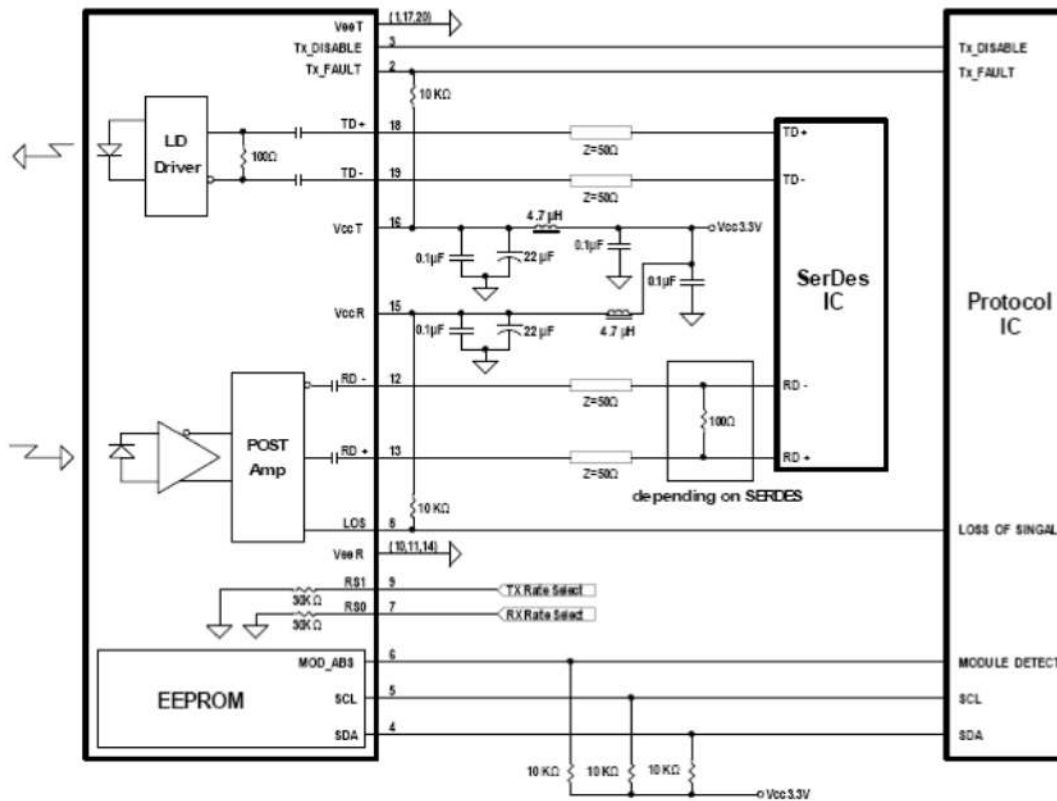 VeeT (1,17,20)
Tx_DISABLE 3 Tx_DISABLE
Tx_FAULT 2 Tx_FAULT
10 KΩ
LD
Driver
100Ω
TD+ 18 Z=50Ω TD+
TD- 19 Z=50Ω TD-
VccT 16 4.7 µH Vcc3.3V
0.1µF 22 µF 0.1µF 0.1µF
SerDes
IC
Protocol
IC
VccR 15
0.1µF 22 µF 4.7 µH
RD - 12 Z=50Ω RD -
100Ω
POST
Amp
RD + 13 Z=50Ω RD +
depending on SERDES
10 KΩ
LOS 8 LOSS OF SINGAL
VeeR (10,11,14)
RS1 9 TX Rate Select
30KΩ
RS0 7 RX Rate Select
30KΩ
MOD_ABS 6 MODULE DETECT
EEPROM
SCL 5 SCL
SDA 4 SDA
10 KΩ 10 KΩ 10 KΩ
Vcc3.3V